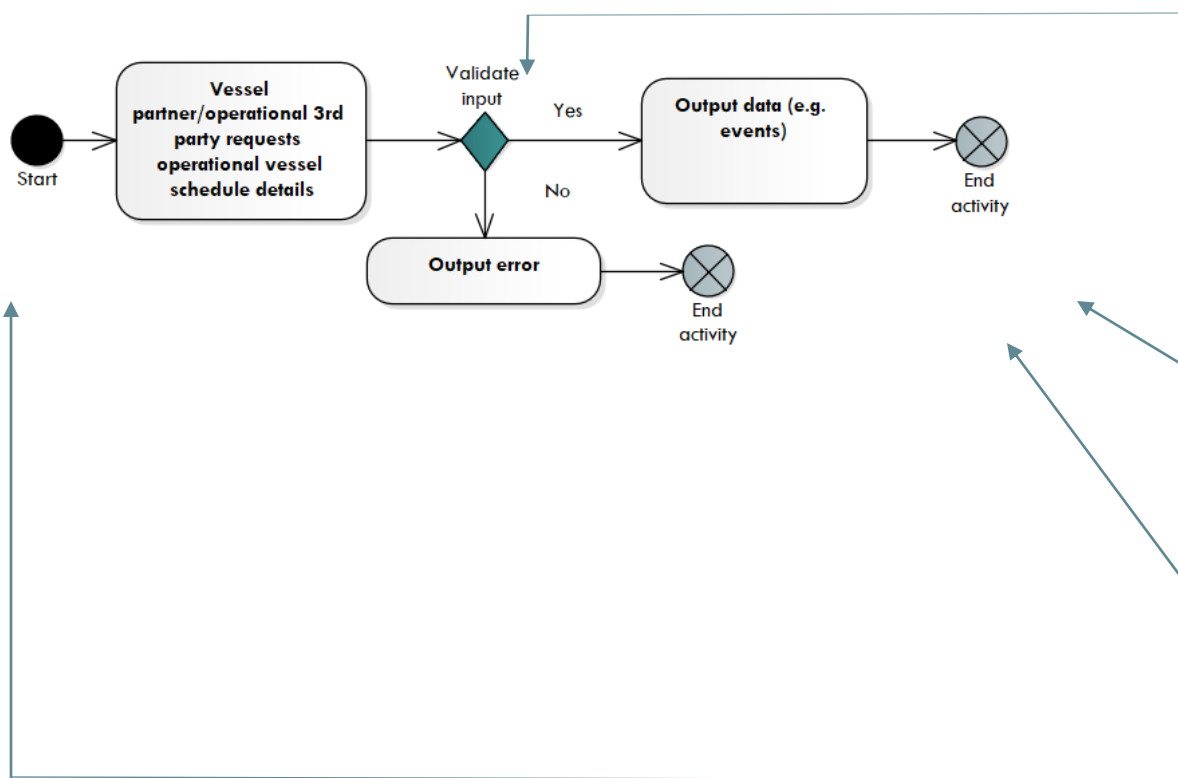 Start
Vessel
partner/operational 3rd
party requests
operational vessel
schedule details
Validate
input
Yes
No
Output data (e.g.
events)
End
activity
Output error
End
activity